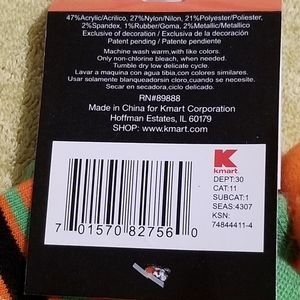 47%Acrylic/Acrilico, 27%Nylon/Nilon, 21%Polyester/Poliester,
2%Spandex, 1%Rubber/Goma, 2%Metallic/Metallico
Exclusive of decoration / Exclusiva de la decoración
Patent pending / Patente pendiente
Machine wash warm,with like colors.
Only non-chlorine bleach, when needed.
Tumble dry low delicate cycle.
Lavar a maquina con agua tibia,con colores similares.
Usar solamente blanqueadorsin cloro,cuando se necesite.
Secar en secadora,ciclo delicado.
RN#89888
Made in China for Kmart Corporation
Hoffman Estates, IL 60179
SHOP: www.kmart.com
K
kmart
DEPT:30
CAT:11
SUBCAT:1
SEAS:4307
KSN:
74844411-4
7 01570 82756 0